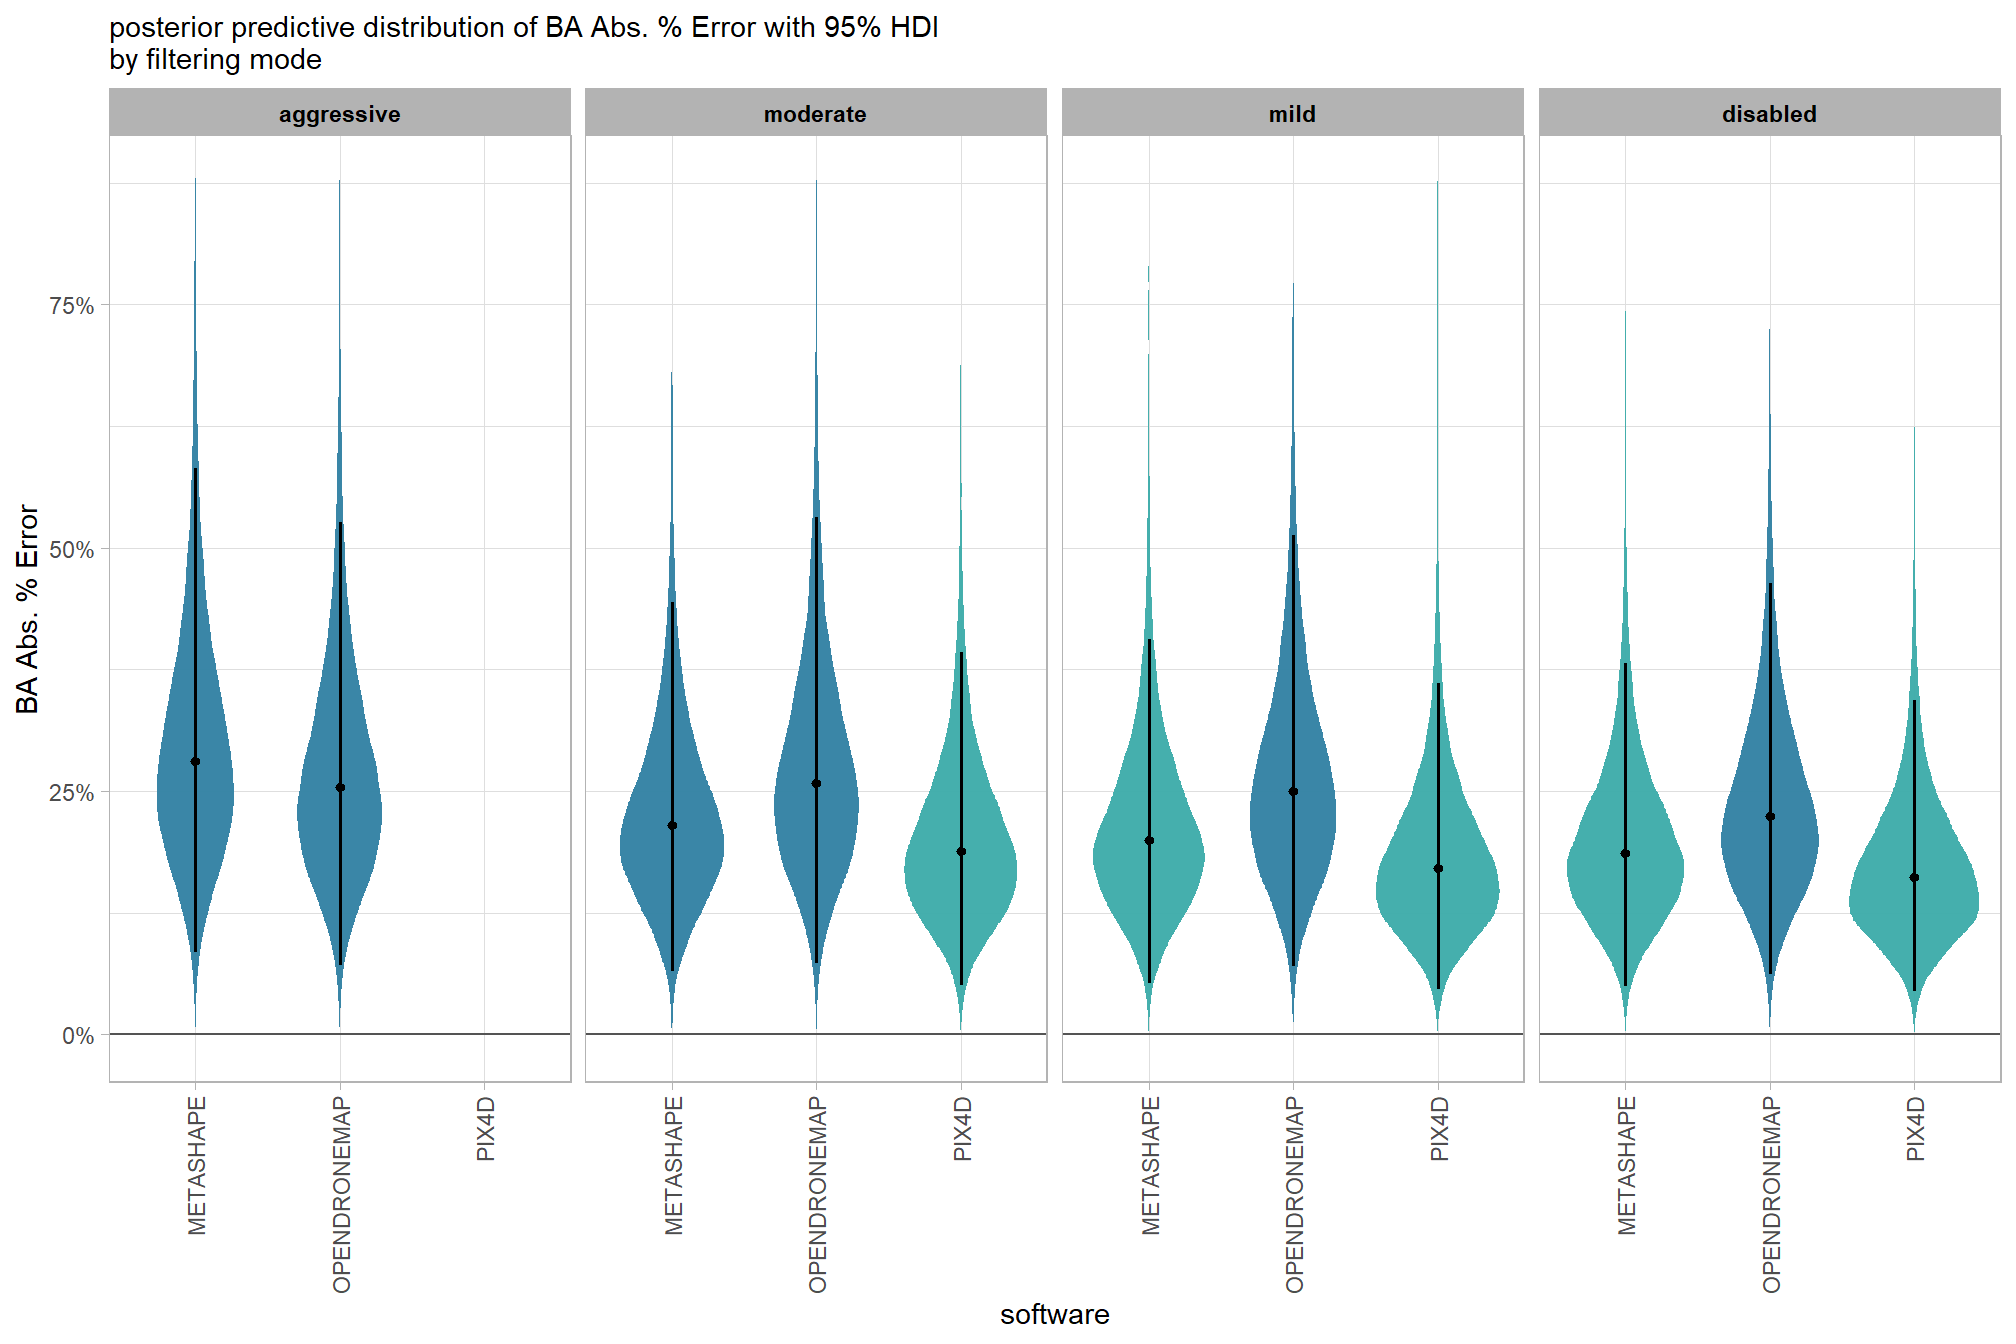 posterior predictive distribution of BA Abs. % Error with 95% HDI
by filtering mode
aggressive
moderate
mild
disabled
BA Abs. % Error
75%
50%
25%
0%
METASHAPE
OPENDRONEMAP
PIX4D
METASHAPE
OPENDRONEMAP
PIX4D
METASHAPE
OPENDRONEMAP
PIX4D
METASHAPE
OPENDRONEMAP
PIX4D
software